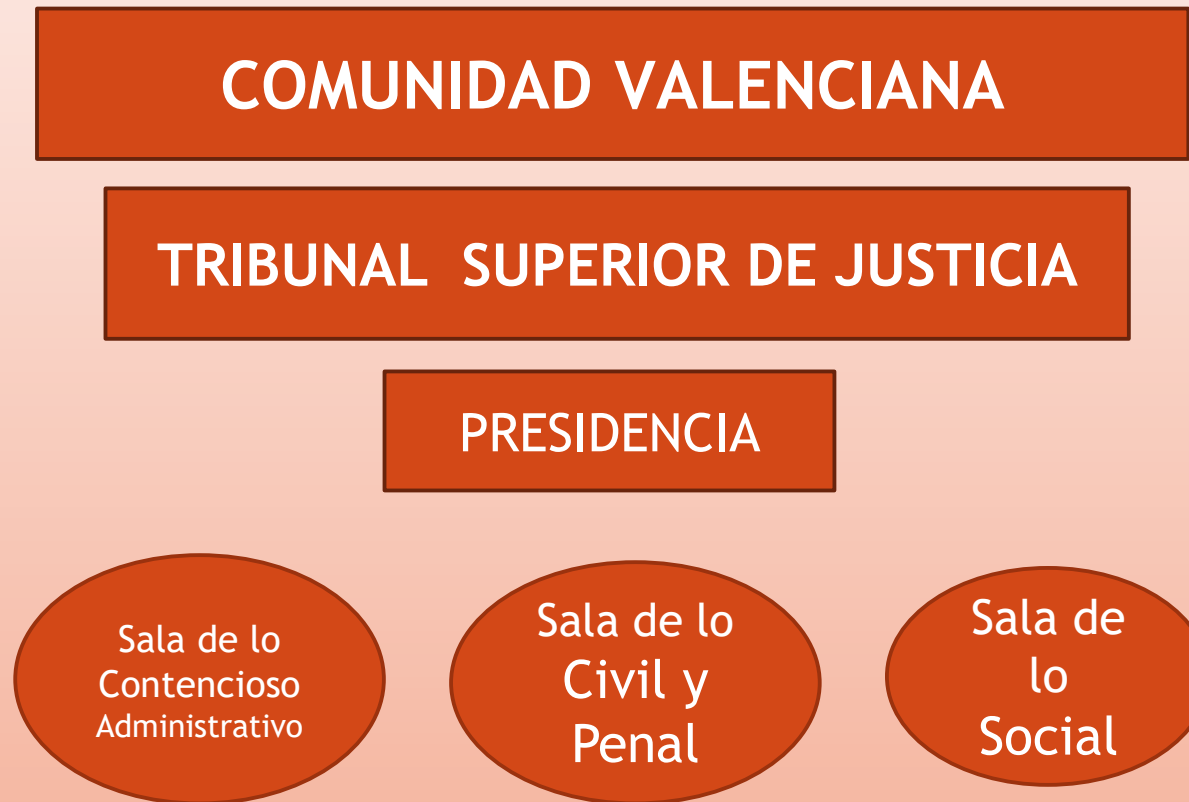 COMUNIDAD VALENCIANA
TRIBUNAL SUPERIOR DE JUSTICIA
PRESIDENCIA
Sala de lo
Contencioso
Administrativo
Sala de lo
Civil y
Penal
Sala de
lo
Social